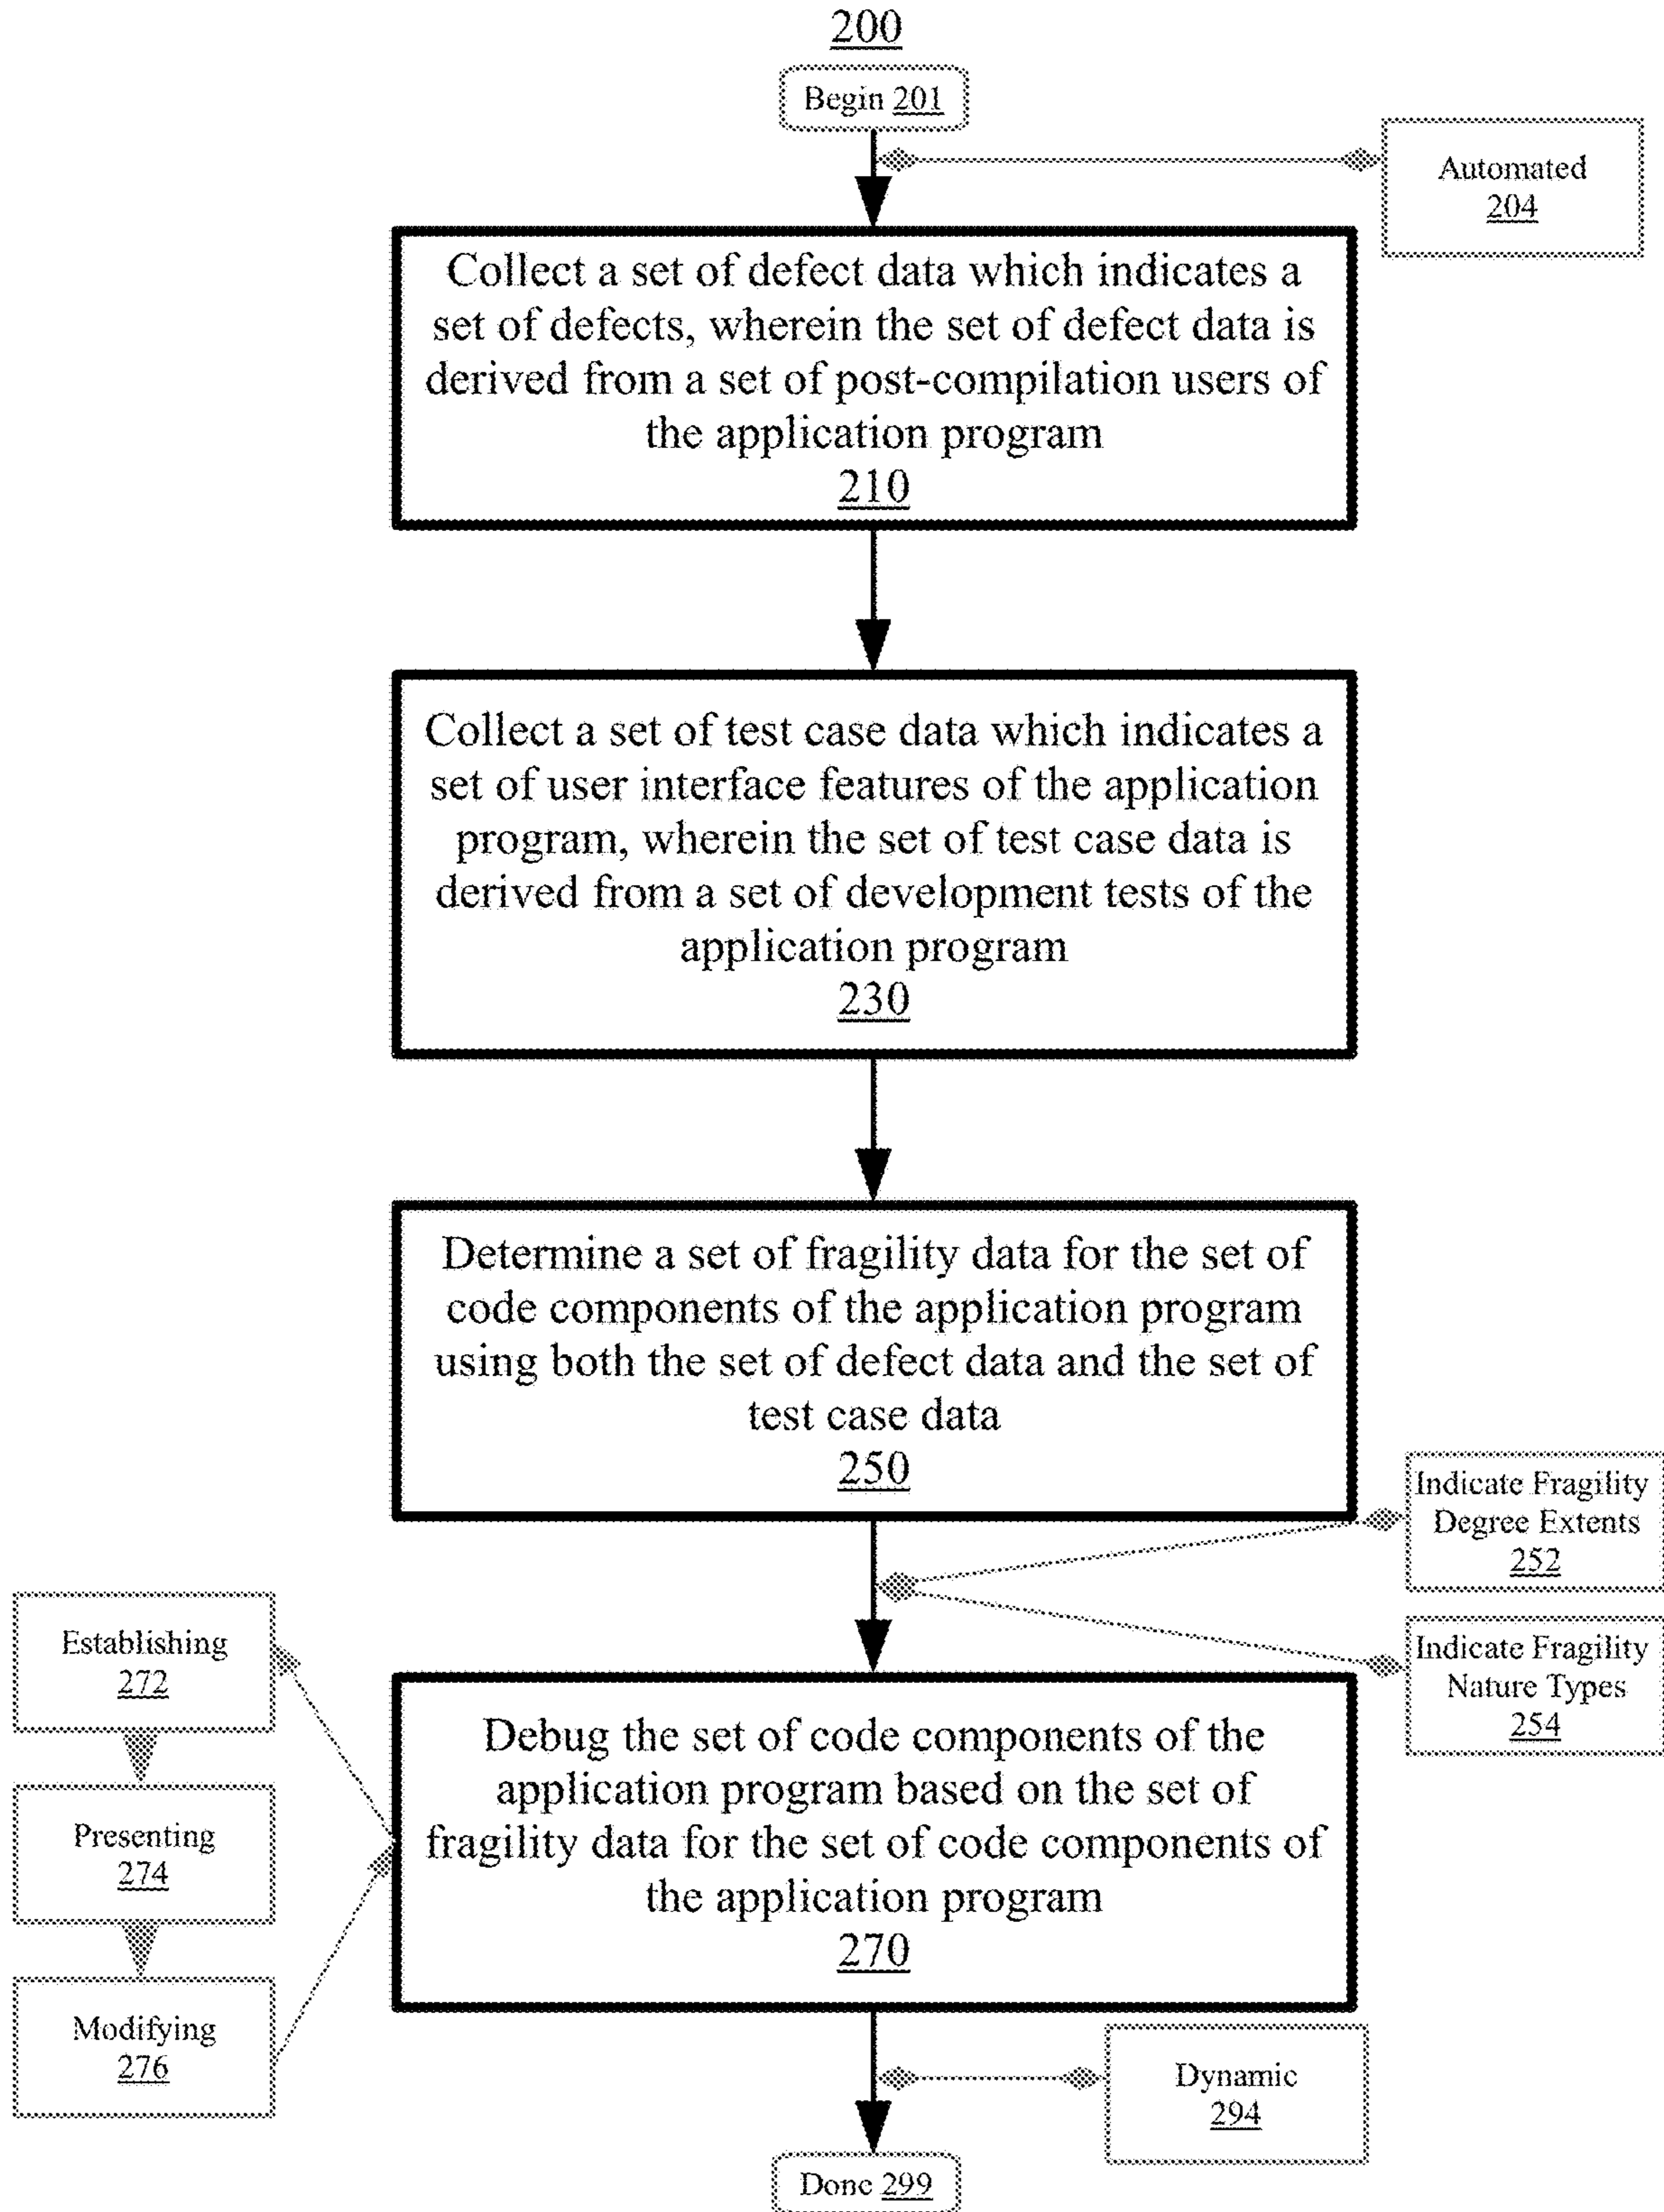 200
Begin 201
Automated
204
Collect a set of defect data which indicates a
set of defects, wherein the set of defect data is
derived from a set of post-compilation users of
the application program
210
Collect a set of test case data which indicates a
set of user interface features of the application
program, wherein the set of test case data is
derived from a set of development tests of the
application program
230
Determine a set of fragility data for the set of
code components of the application program
using both the set of defect data and the set of
test case data
250
Indicate Fragility
Degree Extents
252
Indicate Fragility
Nature Types
254
Establishing
272
Presenting
274
Modifying
276
Debug the set of code components of the
application program based on the set of
fragility data for the set of code components of
the application program
270
Dynamic
294
Done 299